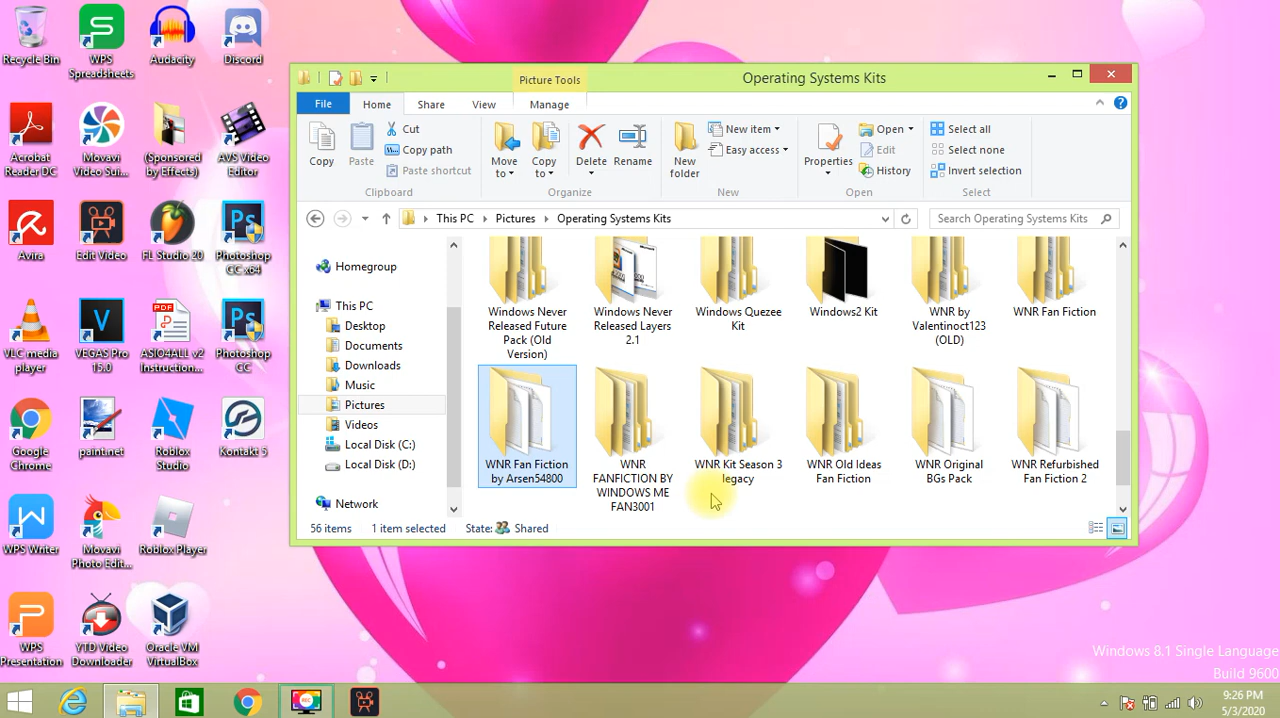 Recycle Bin
WPS Spreadsheets
Audacity
Discord
Acrobat Reader DC
Movavi Video Sui...
(Sponsored by Effects)
AVS Video Editor
Avira
Edit Video
FL Studio 20
Photoshop CC x64
VLC media player
VEGAS Pro 15.0
ASIO4ALL v2 Instruction...
Photoshop CC
Google Chrome
paintinet
Roblox Studio
Kontakt 5
WPS Writer
Movavi Photo Edit...
Roblox Player
WPS Presentation
YTD Video Downloader
Oracle VM VirtualBox
Picture Tools
Operating Systems Kits
File
Home
Share
View
Manage
Copy
Paste
Cut
Copy path
Paste shortcut
Clipboard
Move to
Copy to
Delete
Rename
Organize
New folder
New item
Easy access
New
Properties
Open
Edit
History
Open
Select all
Select none
Invert selection
Select
This PC
Pictures
Operating Systems Kits
Search Operating Systems Kits
Homegroup
This PC
Desktop
Documents
Downloads
Music
Pictures
Videos
Local Disk (C:)
Local Disk (D:)
Network
Windows Never Released Future Pack (Old Version)
Windows Never Released Layers 2.1
Windows Quezee Kit
Windows2 Kit
WNR by Valentinoct123 (OLD)
WNR Fan Fiction
WNR Fan Fiction by Arsen54800
WNR FANFICTION BY WINDOWS ME FAN3001
WNR Kit Season 3 legacy
WNR Old Ideas Fan Fiction
WNR Original BGs Pack
WNR Refurbished Fan Fiction 2
56 items
1 item selected
State:
Shared
Windows 8.1 Single Language
Build 9600
9:26 PM
5/3/2020